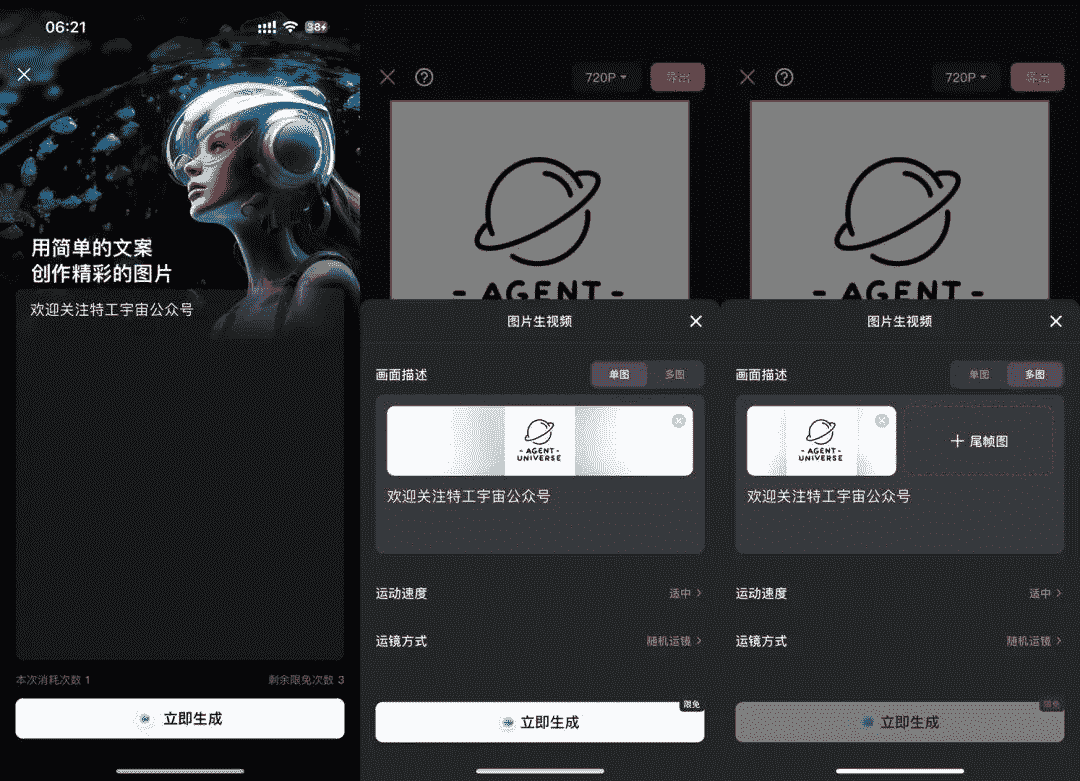 06:21
38
用简单的文案
创作精彩的图片
欢迎关注特工宇宙公众号
本次消耗次数 1
剩余限免次数 3
立即生成
720P
导出
- AGENT -
图片生视频
画面描述
单图
多图
- AGENT -
UNIVERSE
欢迎关注特工宇宙公众号
运动速度
适中
运镜方式
随机运镜
限免
立即生成
720P
导出
- AGENT -
图片生视频
画面描述
单图
多图
- AGENT -
UNIVERSE
+ 尾帧图
欢迎关注特工宇宙公众号
运动速度
适中
运镜方式
随机运镜
限免
立即生成